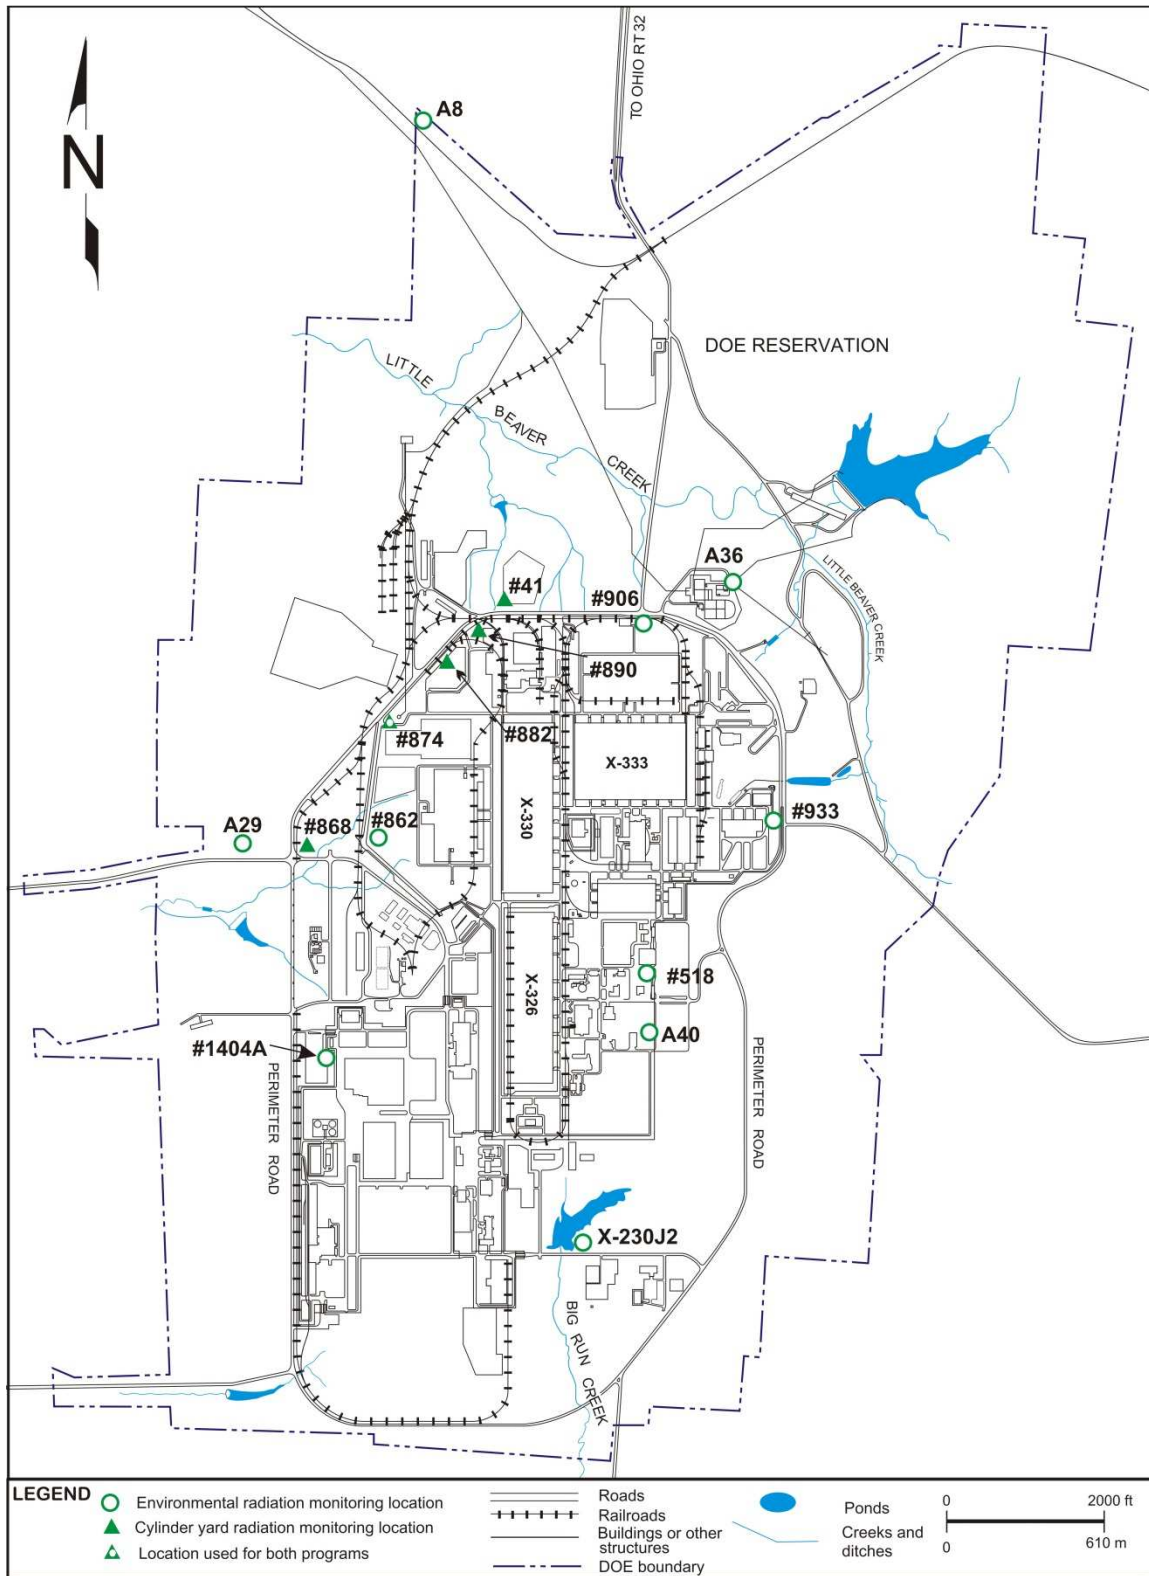 TO OHIO RT 32
A8
N
DOE RESERVATION
LITTLE
BEAVER
CREEK
A36
#41
#906
LITTLE BEAVER CREEK
#890
#874
#882
X-333
X-330
A29
#868
#862
#933
X-326
#518
A40
#1404A
PERIMETER ROAD
PERIMETER ROAD
X-230J2
BIG RUN CREEK
LEGEND
Environmental radiation monitoring location
Cylinder yard radiation monitoring location
Location used for both programs
Roads
Railroads
Buildings or other
structures
DOE boundary
Ponds
Creeks and
ditches
0 2000 ft
0 610 m